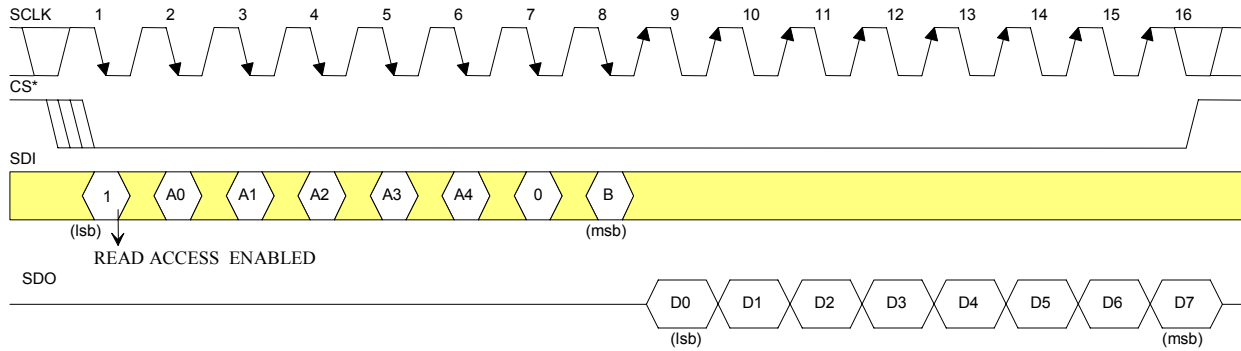 SCLK 1 2 3 4 5 6 7 8 9 10 11 12 13 14 15 16
CS*
SDI
1 A0 A1 A2 A3 A4 0 B
(lsb) (msb)
READ ACCESS ENABLED
SDO
D0 D1 D2 D3 D4 D5 D6 D7
(lsb) (msb)